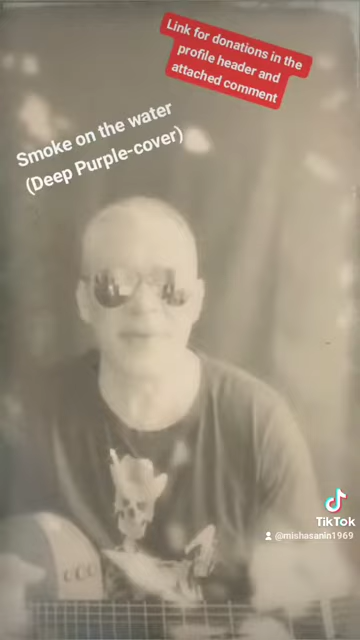 Link for donations in the
profile header and
attached comment
Smoke on the water
(Deep Purple-cover)
TikTok
@mishasanin1969